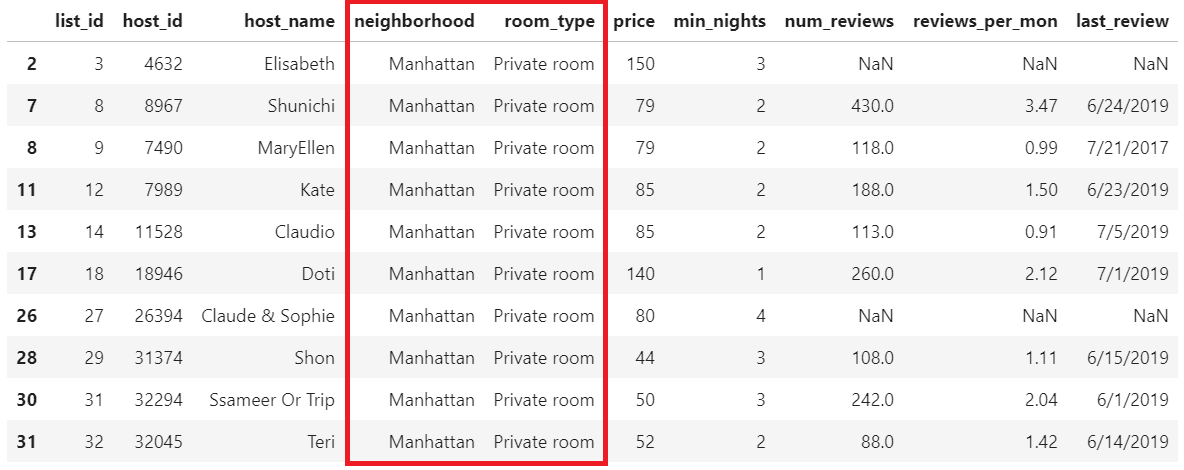 list_id host_id host_name neighborhood room_type price min_nights num_reviews reviews_per_mon last_review
2 3 4632 Elisabeth Manhattan Private room 150 3 NaN NaN NaN
7 8 8967 Shunichi Manhattan Private room 79 2 430.0 3.47 6/24/2019
8 9 7490 MaryEllen Manhattan Private room 79 2 118.0 0.99 7/21/2017
11 12 7989 Kate Manhattan Private room 85 2 188.0 1.50 6/23/2019
13 14 11528 Claudio Manhattan Private room 85 2 113.0 0.91 7/5/2019
17 18 18946 Doti Manhattan Private room 140 1 260.0 2.12 7/1/2019
26 27 26394 Claude & Sophie Manhattan Private room 80 4 NaN NaN NaN
28 29 31374 Shon Manhattan Private room 44 3 108.0 1.11 6/15/2019
30 31 32294 Ssameer Or Trip Manhattan Private room 50 3 242.0 2.04 6/1/2019
31 32 32045 Teri Manhattan Private room 52 2 88.0 1.42 6/14/2019